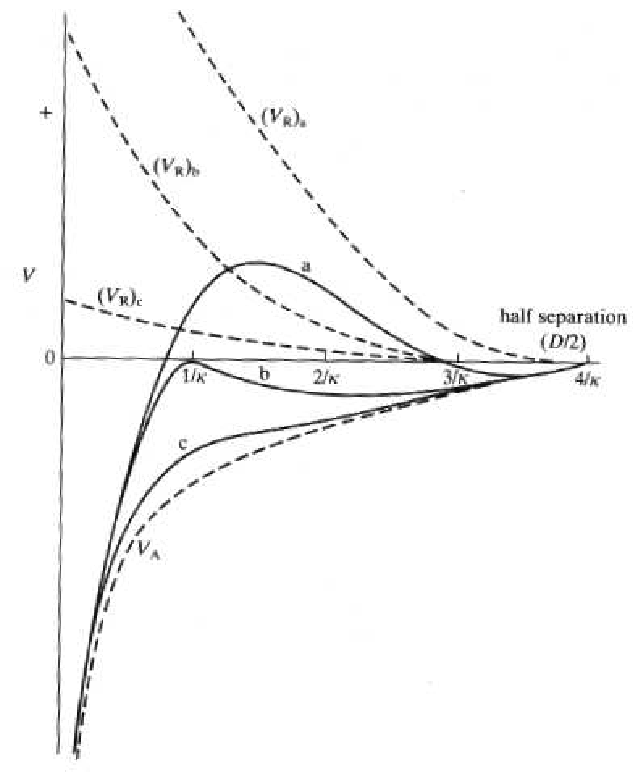 +
(V_R)_a
(V_R)_b
V
(V_R)_c
a
half separation
(D/2)
0
1/κ
b
2/κ
3/κ
4/κ
c
V_A